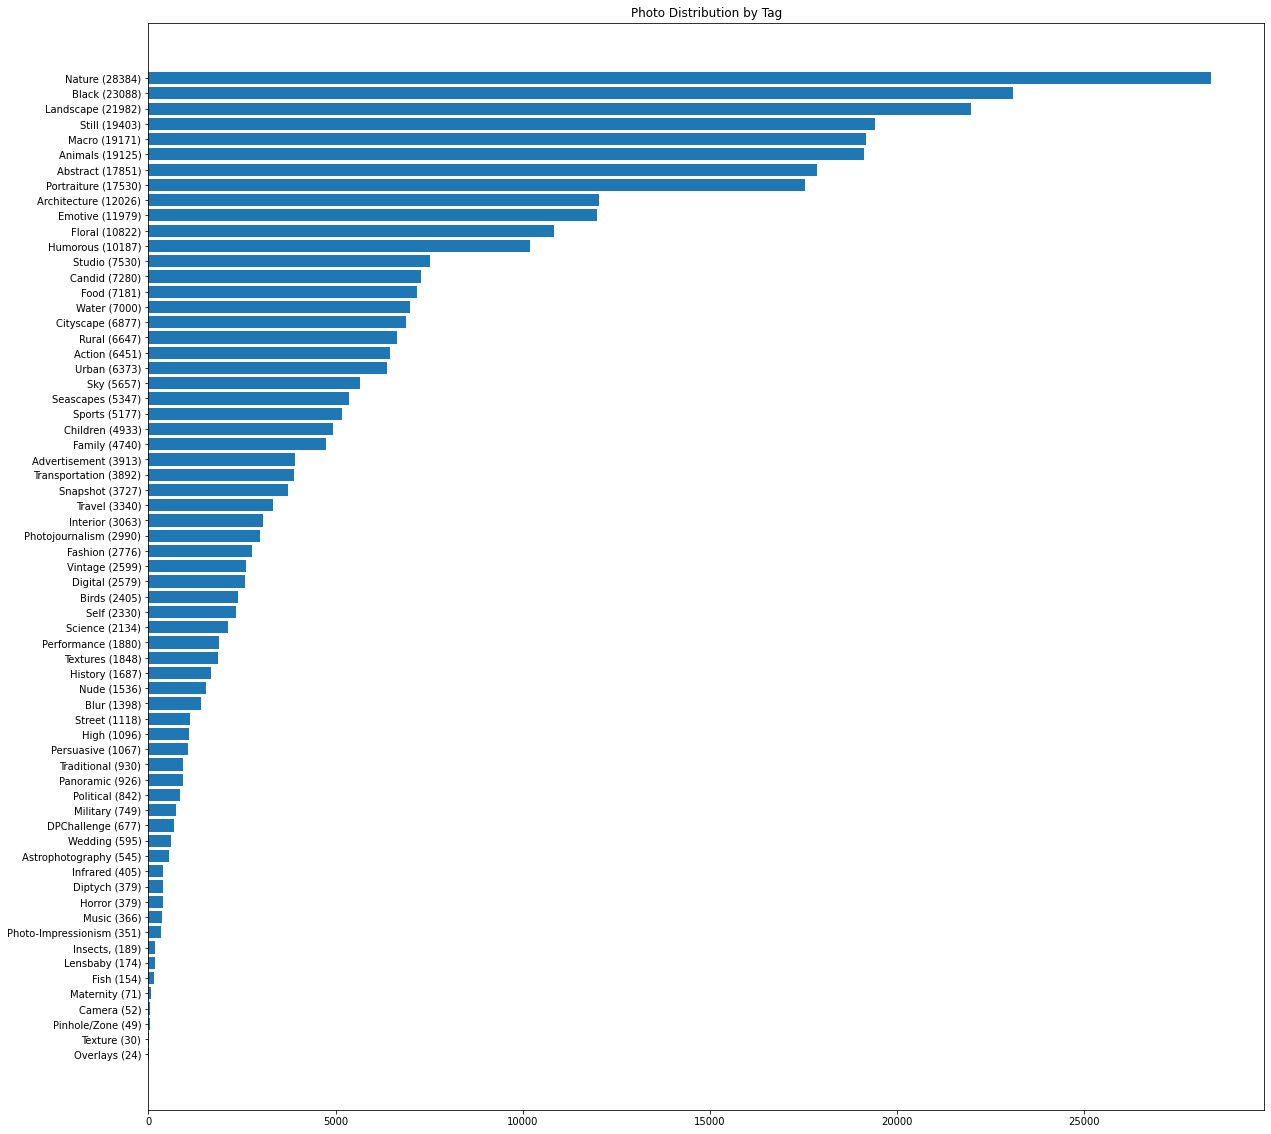 Photo Distribution by Tag
Nature (28384)
Black (23088)
Landscape (21982)
Still (19403)
Macro (19171)
Animals (19125)
Abstract (17851)
Portraiture (17530)
Architecture (12026)
Emotive (11979)
Floral (10822)
Humorous (10187)
Studio (7530)
Candid (7280)
Food (7181)
Water (7000)
Cityscape (6877)
Rural (6647)
Action (6451)
Urban (6373)
Sky (5657)
Seascapes (5347)
Sports (5177)
Children (4933)
Family (4740)
Advertisement (3913)
Transportation (3892)
Snapshot (3727)
Travel (3340)
Interior (3063)
Photojournalism (2990)
Fashion (2776)
Vintage (2599)
Digital (2579)
Birds (2405)
Self (2330)
Science (2134)
Performance (1880)
Textures (1848)
History (1687)
Nude (1536)
Blur (1398)
Street (1118)
High (1096)
Persuasive (1067)
Traditional (930)
Panoramic (926)
Political (842)
Military (749)
DPChallenge (677)
Wedding (595)
Astrophotography (545)
Infrared (405)
Diptych (379)
Horror (379)
Music (366)
Photo-Impressionism (351)
Insects, (189)
Lensbaby (174)
Fish (154)
Maternity (71)
Camera (52)
Pinhole/Zone (49)
Texture (30)
Overlays (24)
0 5000 10000 15000 20000 25000